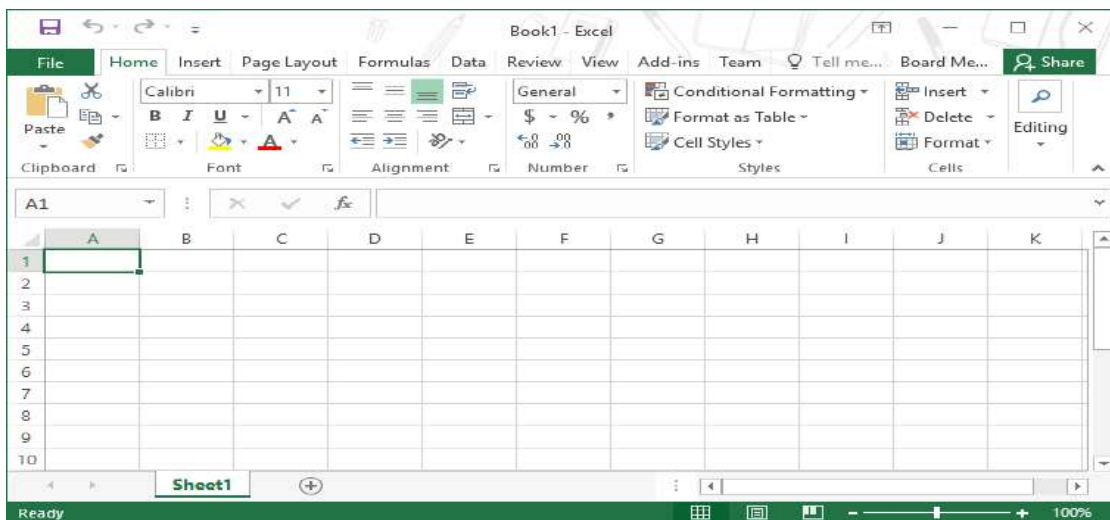 Book1 - Excel
File Home Insert Page Layout Formulas Data Review View Add-ins Team Tell me... Board Me... Share
Paste
Calibri 11
B I U A A
A
General
$ % ,
Conditional Formatting
Format as Table
Cell Styles
Insert
Delete
Format
Editing
Clipboard Font Alignment Number Styles Cells
A1 fx
A B C D E F G H I J K
1
2
3
4
5
6
7
8
9
10
Sheet1
Ready 100%